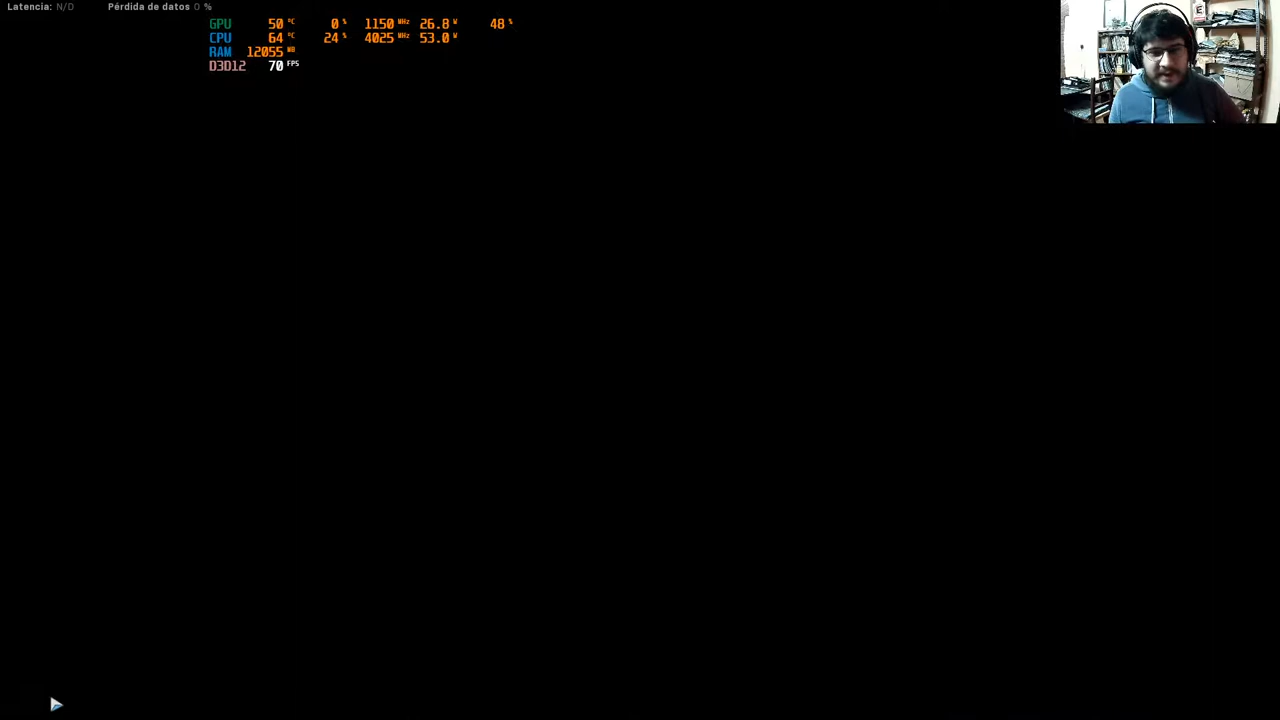 Latencia: N/D Pérdida de datos 0 %
GPU 50 °C 0 % 1150 MHz 26.8 W 48 %
CPU 64 °C 24 % 4025 MHz 53.0 W
RAM 12055 MB
D3D12 70 FPS